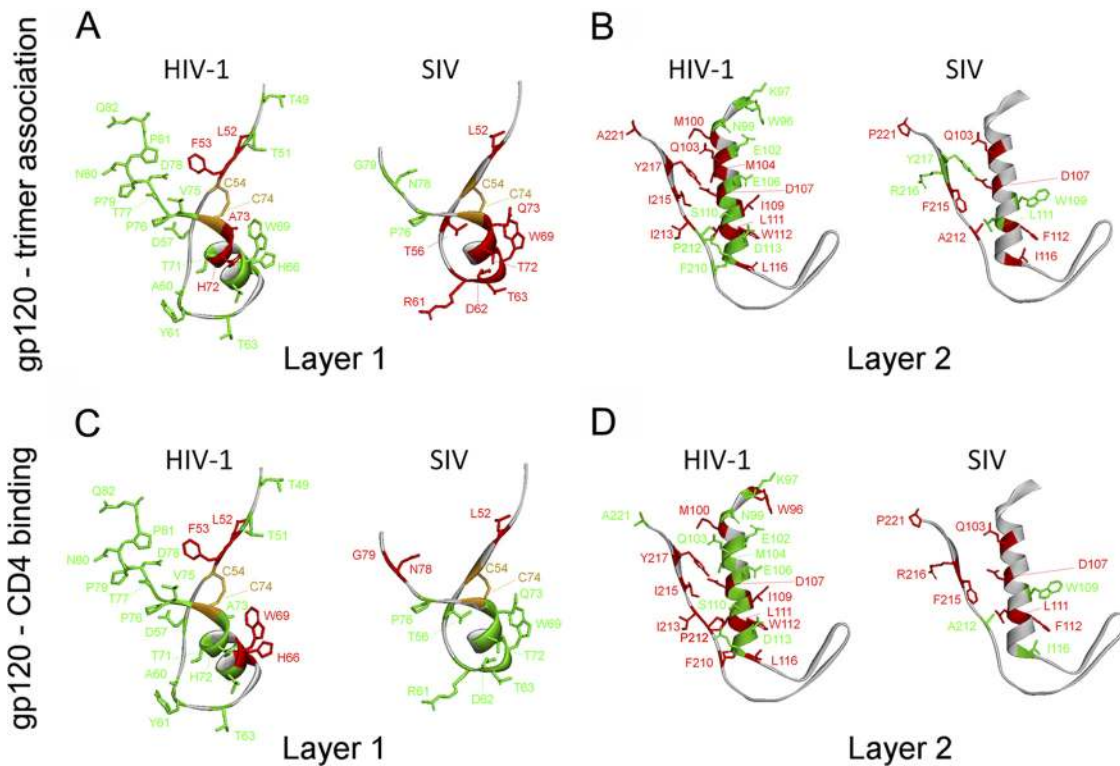 A
B
gp120 - trimer association
HIV-1
SIV
HIV-1
SIV
Q82
T49
L52
F53
P81
T51
N80
D78
C54
V75
C74
P79
T77
A73
P76
W69
D57
T71
H66
H72
A60
Y61
T63
L52
G79
N78
C54
C74
Q73
P76
W69
T56
T72
T63
R61
D62
K97
M100
N99
W96
A221
Q103
E102
Y217
M104
E106
D107
I215
I109
S110
L111
I213
W112
P212
D113
F210
L116
P221
Q103
Y217
D107
R216
W109
F215
L111
A212
F112
I116
Layer 1
Layer 2
C
D
gp120 - CD4 binding
HIV-1
SIV
HIV-1
SIV
Q82
T49
L52
F53
P81
T51
N80
D78
C54
V75
C74
P79
T77
A73
P76
W69
D57
T71
H66
H72
A60
Y61
T63
L52
G79
N78
C54
C74
Q73
P76
W69
T56
T72
T63
R61
D62
K97
M100
N99
W96
A221
Q103
E102
Y217
M104
E106
D107
I215
I109
S110
L111
I213
W112
P212
D113
F210
L116
P221
Q103
R216
D107
W109
F215
L111
A212
F112
I116
Layer 1
Layer 2